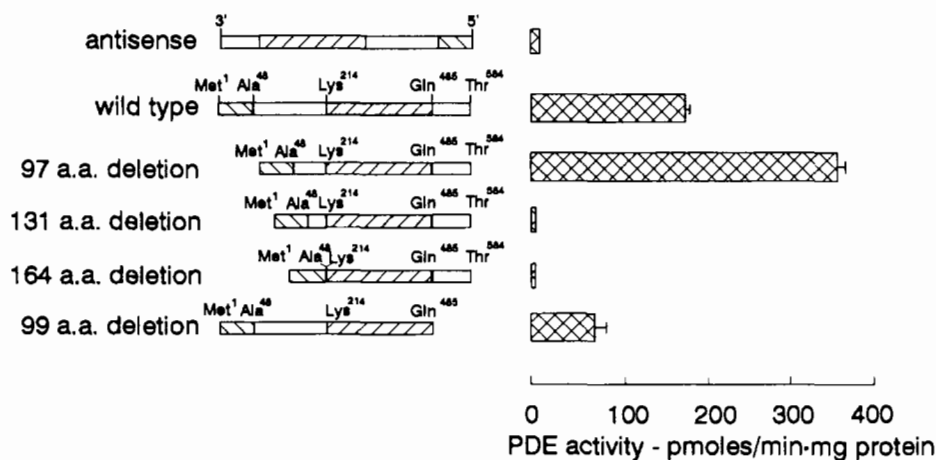 3' 5'
antisense
Met¹ Ala⁴⁸ Lys²¹⁴ Gln⁴⁸⁵ Thr⁵⁸⁴
wild type
Met¹ Ala⁴⁸ Lys²¹⁴ Gln⁴⁸⁵ Thr⁵⁸⁴
97 a.a. deletion
Met¹ Ala⁴⁸ Lys²¹⁴ Gln⁴⁸⁵ Thr⁵⁸⁴
131 a.a. deletion
Met¹ Ala⁴⁸ Lys²¹⁴ Gln⁴⁸⁵ Thr⁵⁸⁴
164 a.a. deletion
Met¹ Ala⁴⁸ Lys²¹⁴ Gln⁴⁸⁵
99 a.a. deletion
0 100 200 300 400
PDE activity - pmoles/min·mg protein